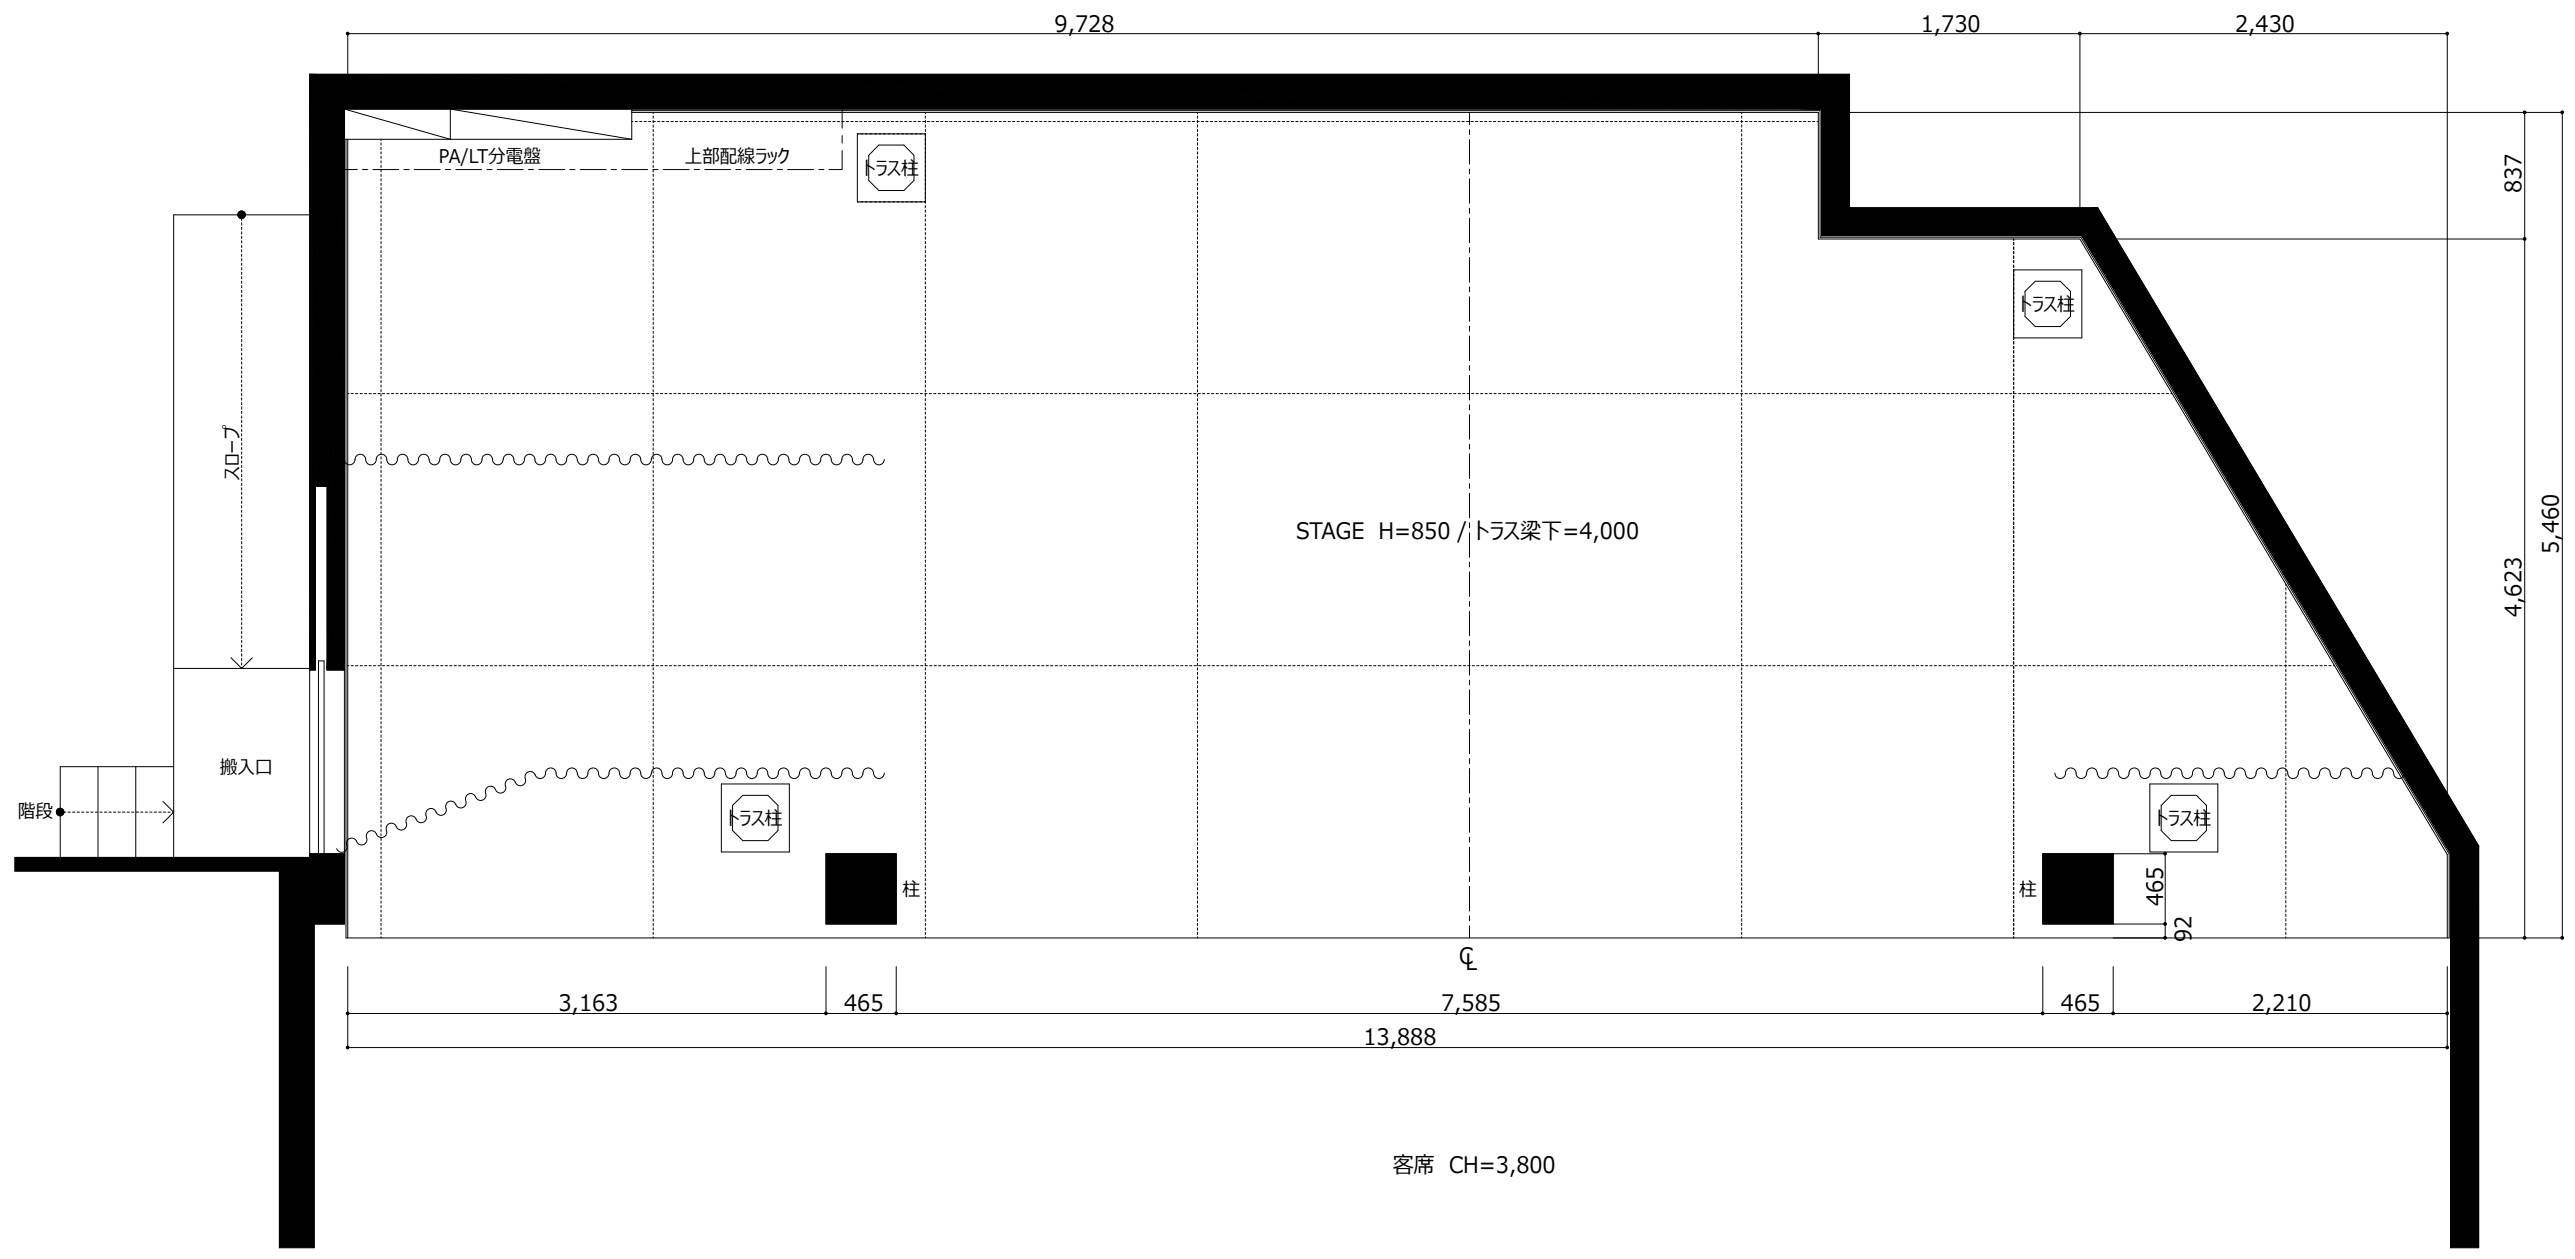 9,728
1,730
2,430
PA/LT分電盤
上部配線ラック
トラス柱
837
トラス柱
スロープ
STAGE H=850 / トラス梁下=4,000
5,460
4,623
搬入口
階段
トラス柱
トラス柱
柱
柱
465
92
℄
3,163
465
7,585
465
2,210
13,888
客席 CH=3,800